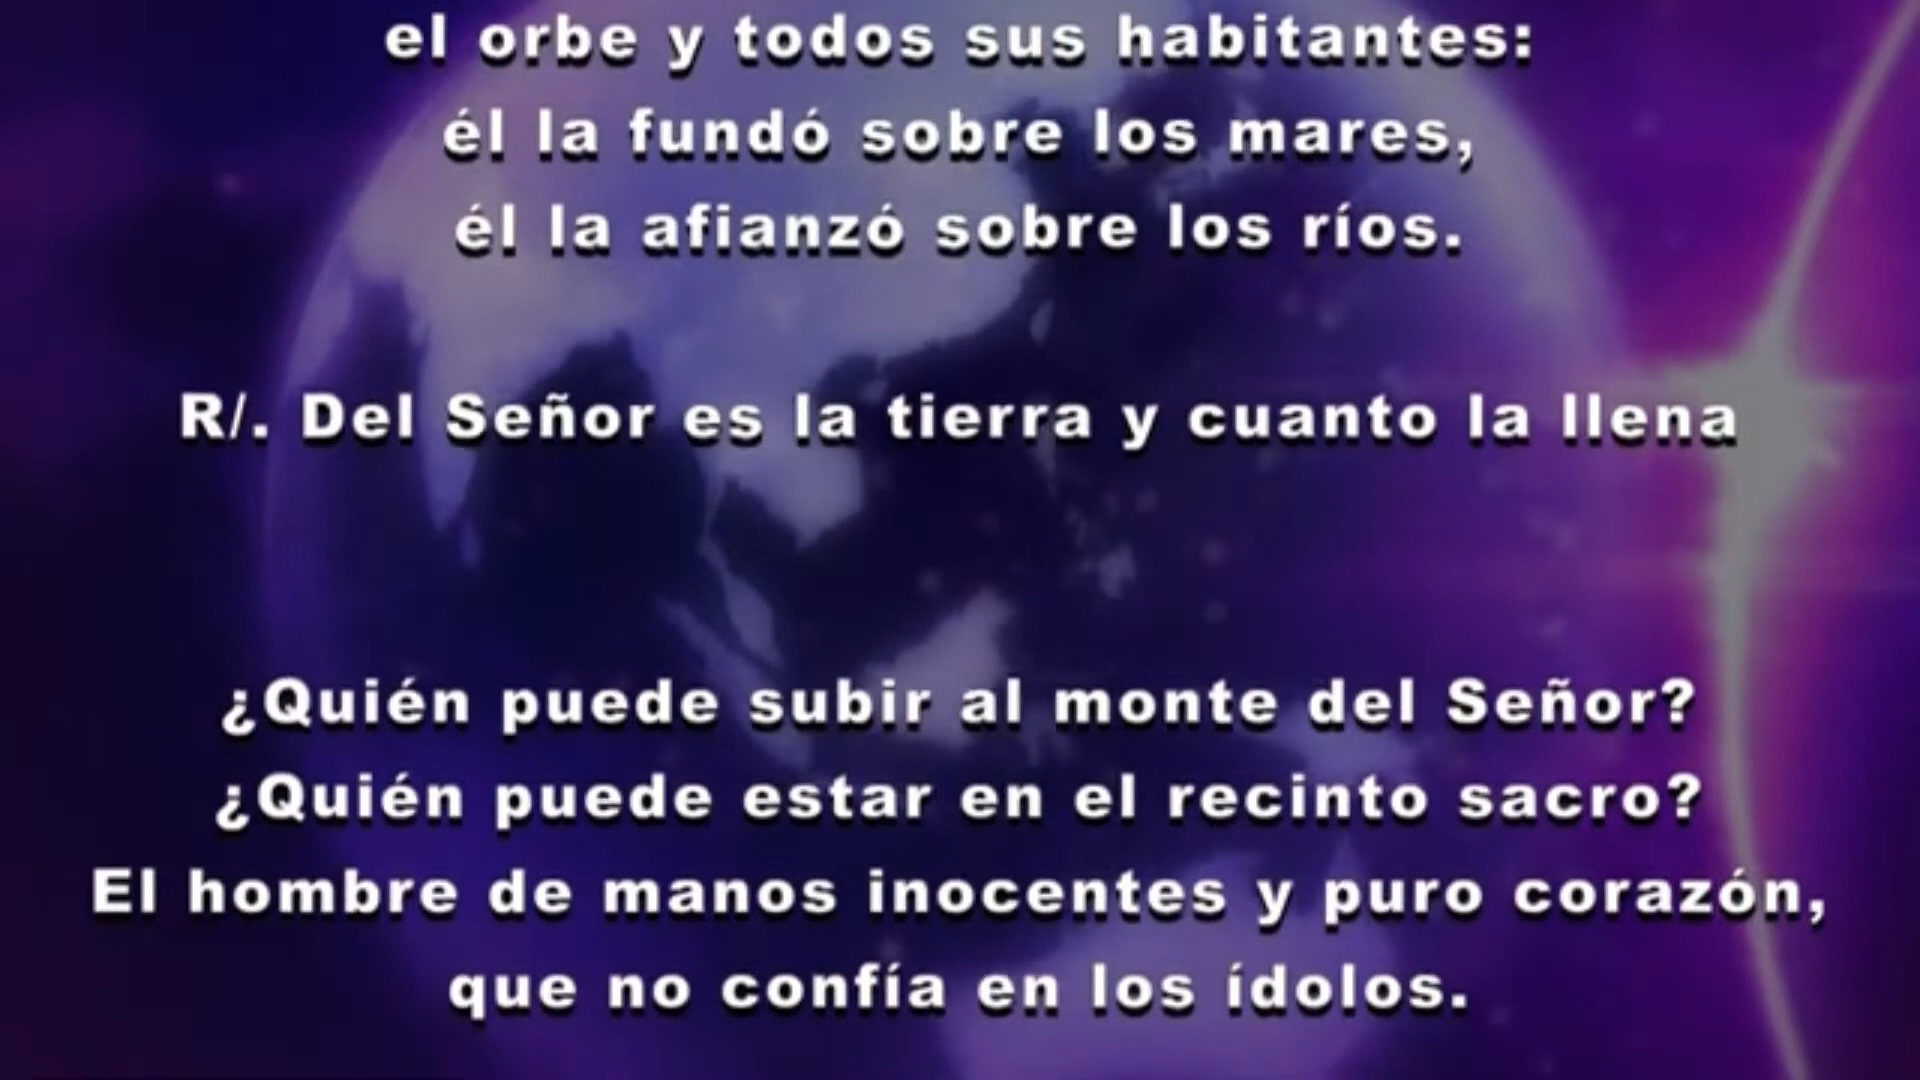 el orbe y todos sus habitantes:
él la fundó sobre los mares,
él la afianzó sobre los ríos.
R/. Del Señor es la tierra y cuanto la llena
¿Quién puede subir al monte del Señor?
¿Quién puede estar en el recinto sacro?
El hombre de manos inocentes y puro corazón,
que no confía en los ídolos.